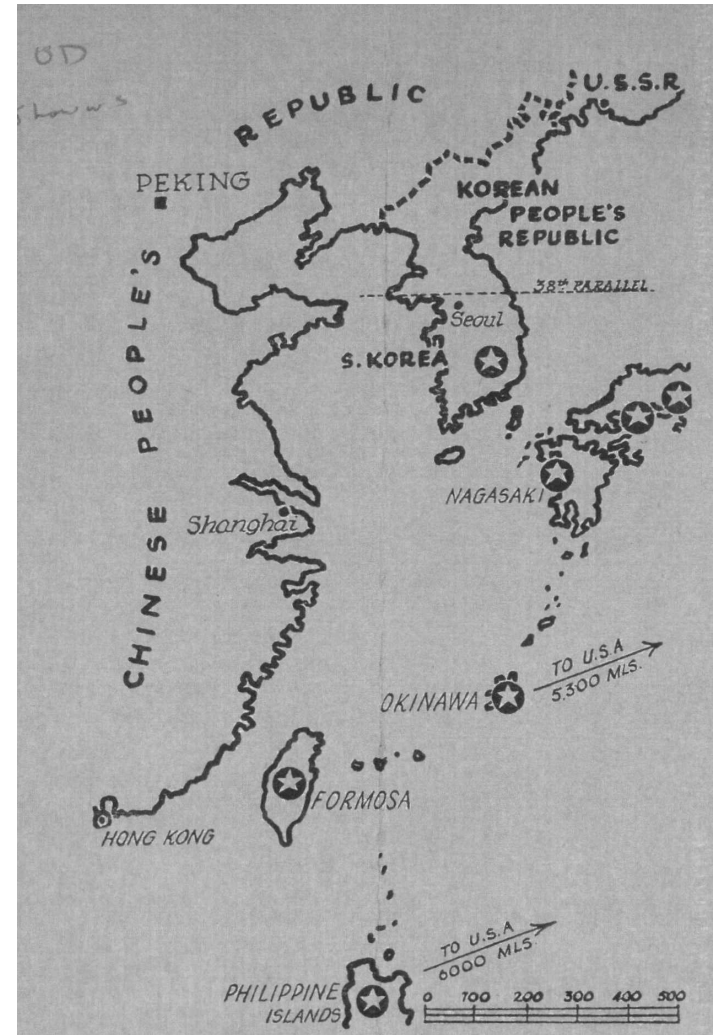 OD
REPUBLIC
U.S.S.R
PEKING
KOREAN
PEOPLE'S
REPUBLIC
38th PARALLEL
Seoul
S. KOREA
CHINESE PEOPLE'S
NAGASAKI
Shanghai
TO U.S.A
5,300 MLS.
OKINAWA
FORMOSA
HONG KONG
TO U.S.A
6000 MLS.
PHILIPPINE
ISLANDS
0 100 200 300 400 500